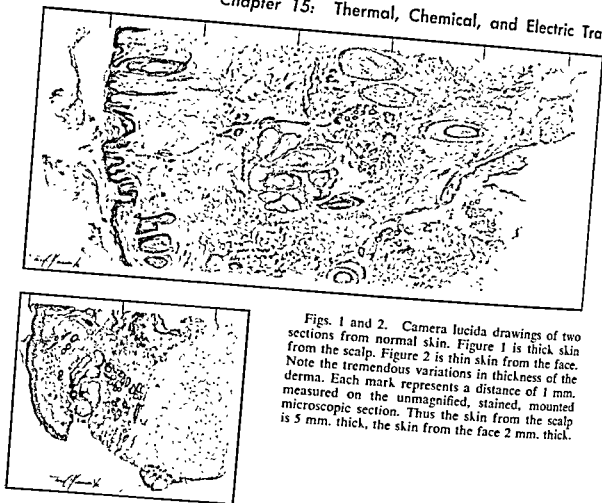 Chapter 15: Thermal, Chemical, and Electric Tra
Figs. 1 and 2. Camera lucida drawings of two
sections from normal skin. Figure 1 is thick skin
from the scalp. Figure 2 is thin skin from the face.
Note the tremendous variations in thickness of the
derma. Each mark represents a distance of 1 mm.
measured on the unmagnified, stained, mounted
microscopic section. Thus the skin from the scalp
is 5 mm. thick, the skin from the face 2 mm. thick.